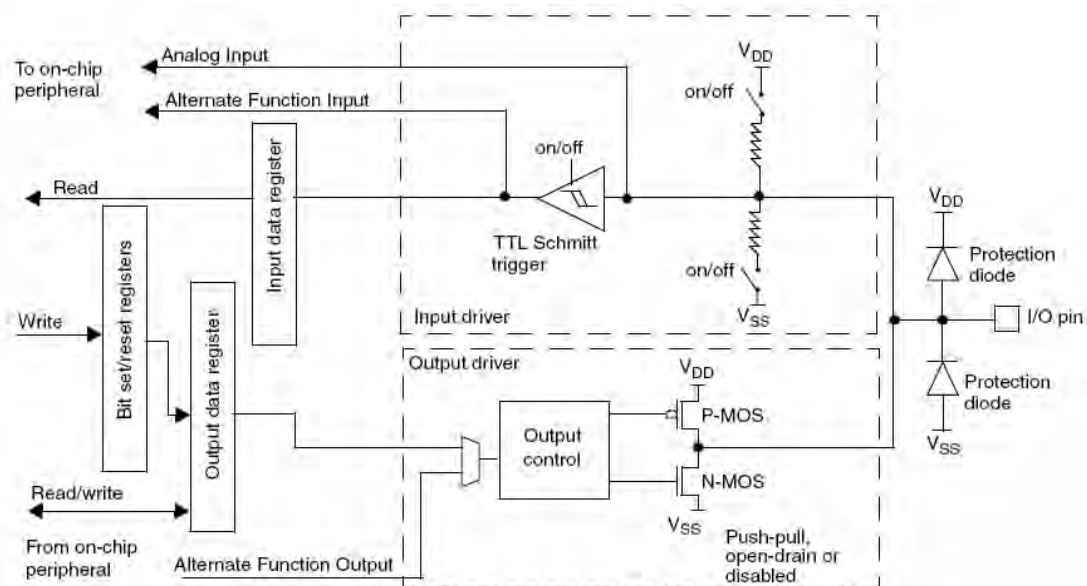 Analog Input
To on-chip
peripheral
Alternate Function Input
Read
Input data register
on/off
TTL Schmitt
trigger
VDD
on/off
on/off
VSS
Input driver
Bit set/reset registers
Write
Output data register
Read/write
From on-chip
peripheral
Alternate Function Output
Output driver
Output
control
VDD
P-MOS
N-MOS
VSS
Push-pull,
open-drain or
disabled
VDD
Protection
diode
I/O pin
Protection
diode
VSS